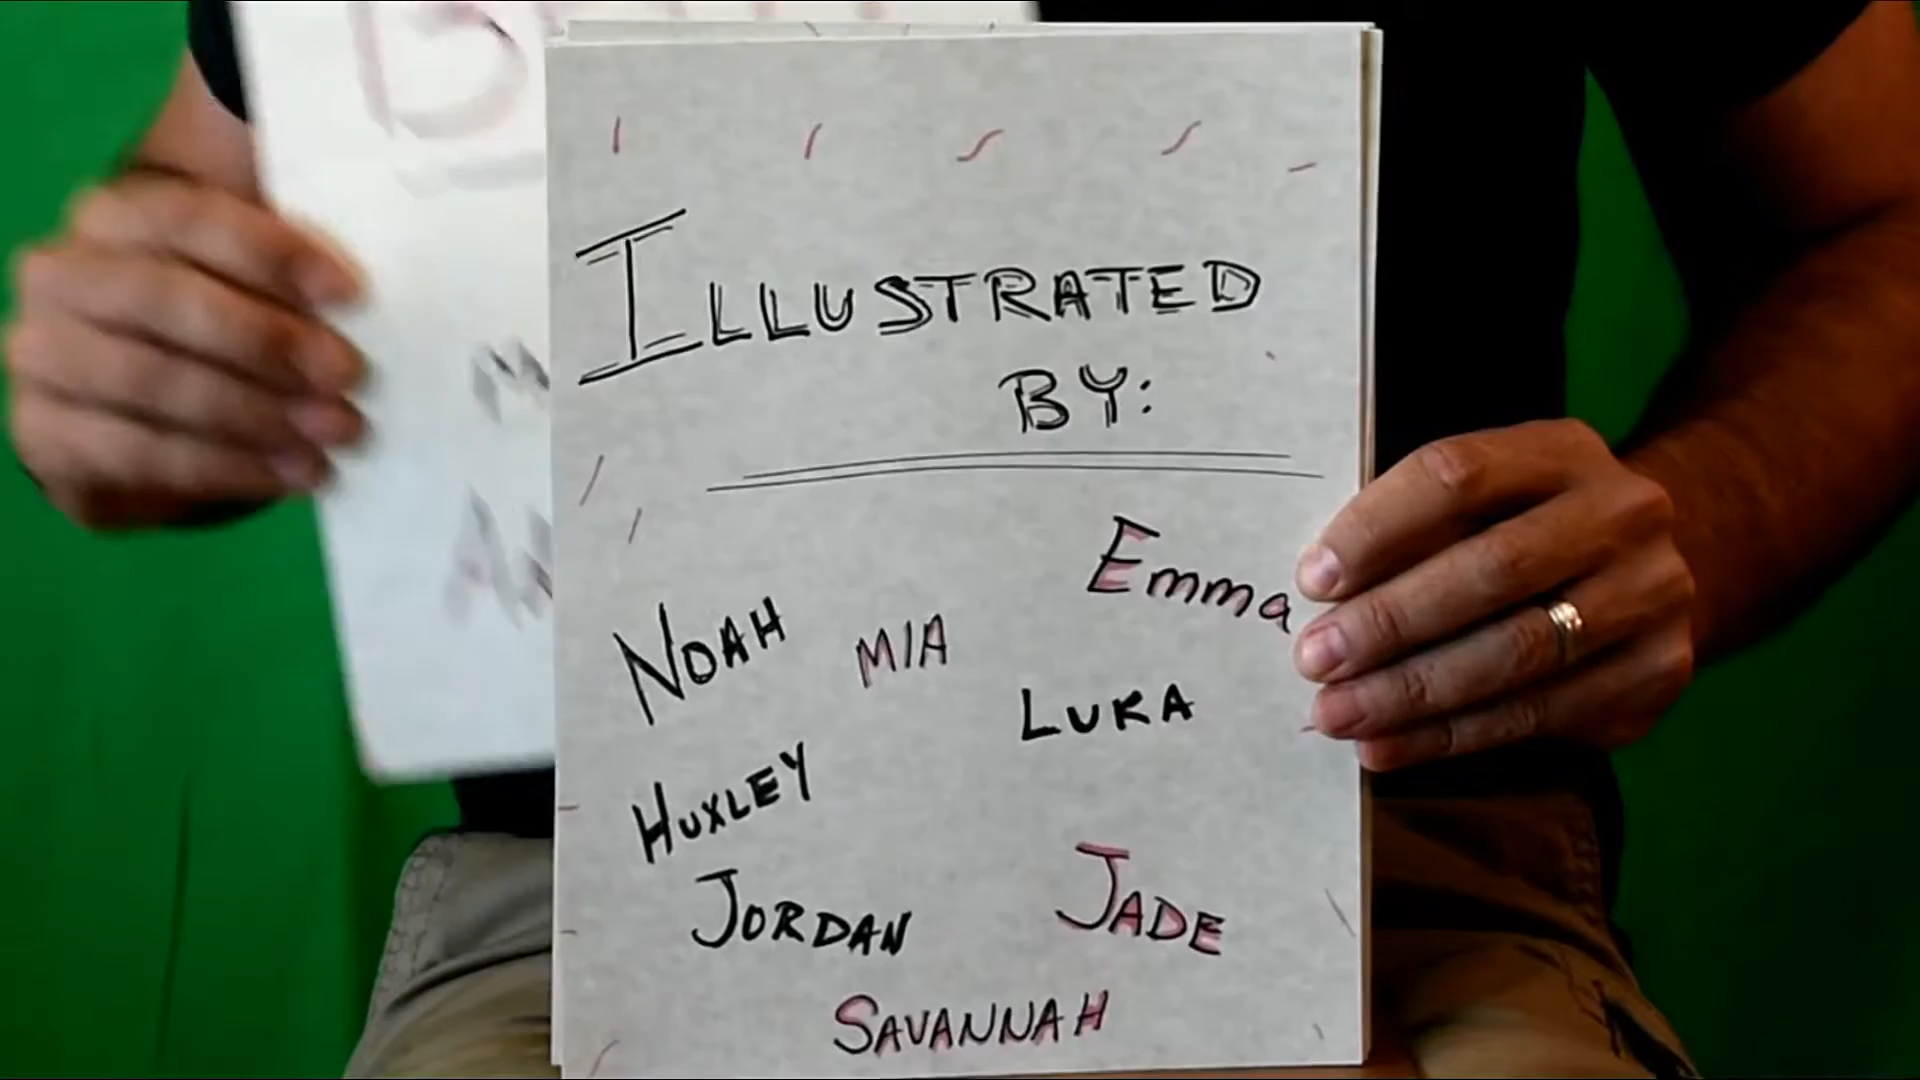 ILLUSTRATED
BY:
Emma
NOAH MIA
LUKA
HUXLEY
JORDAN JADE
SAVANNAH